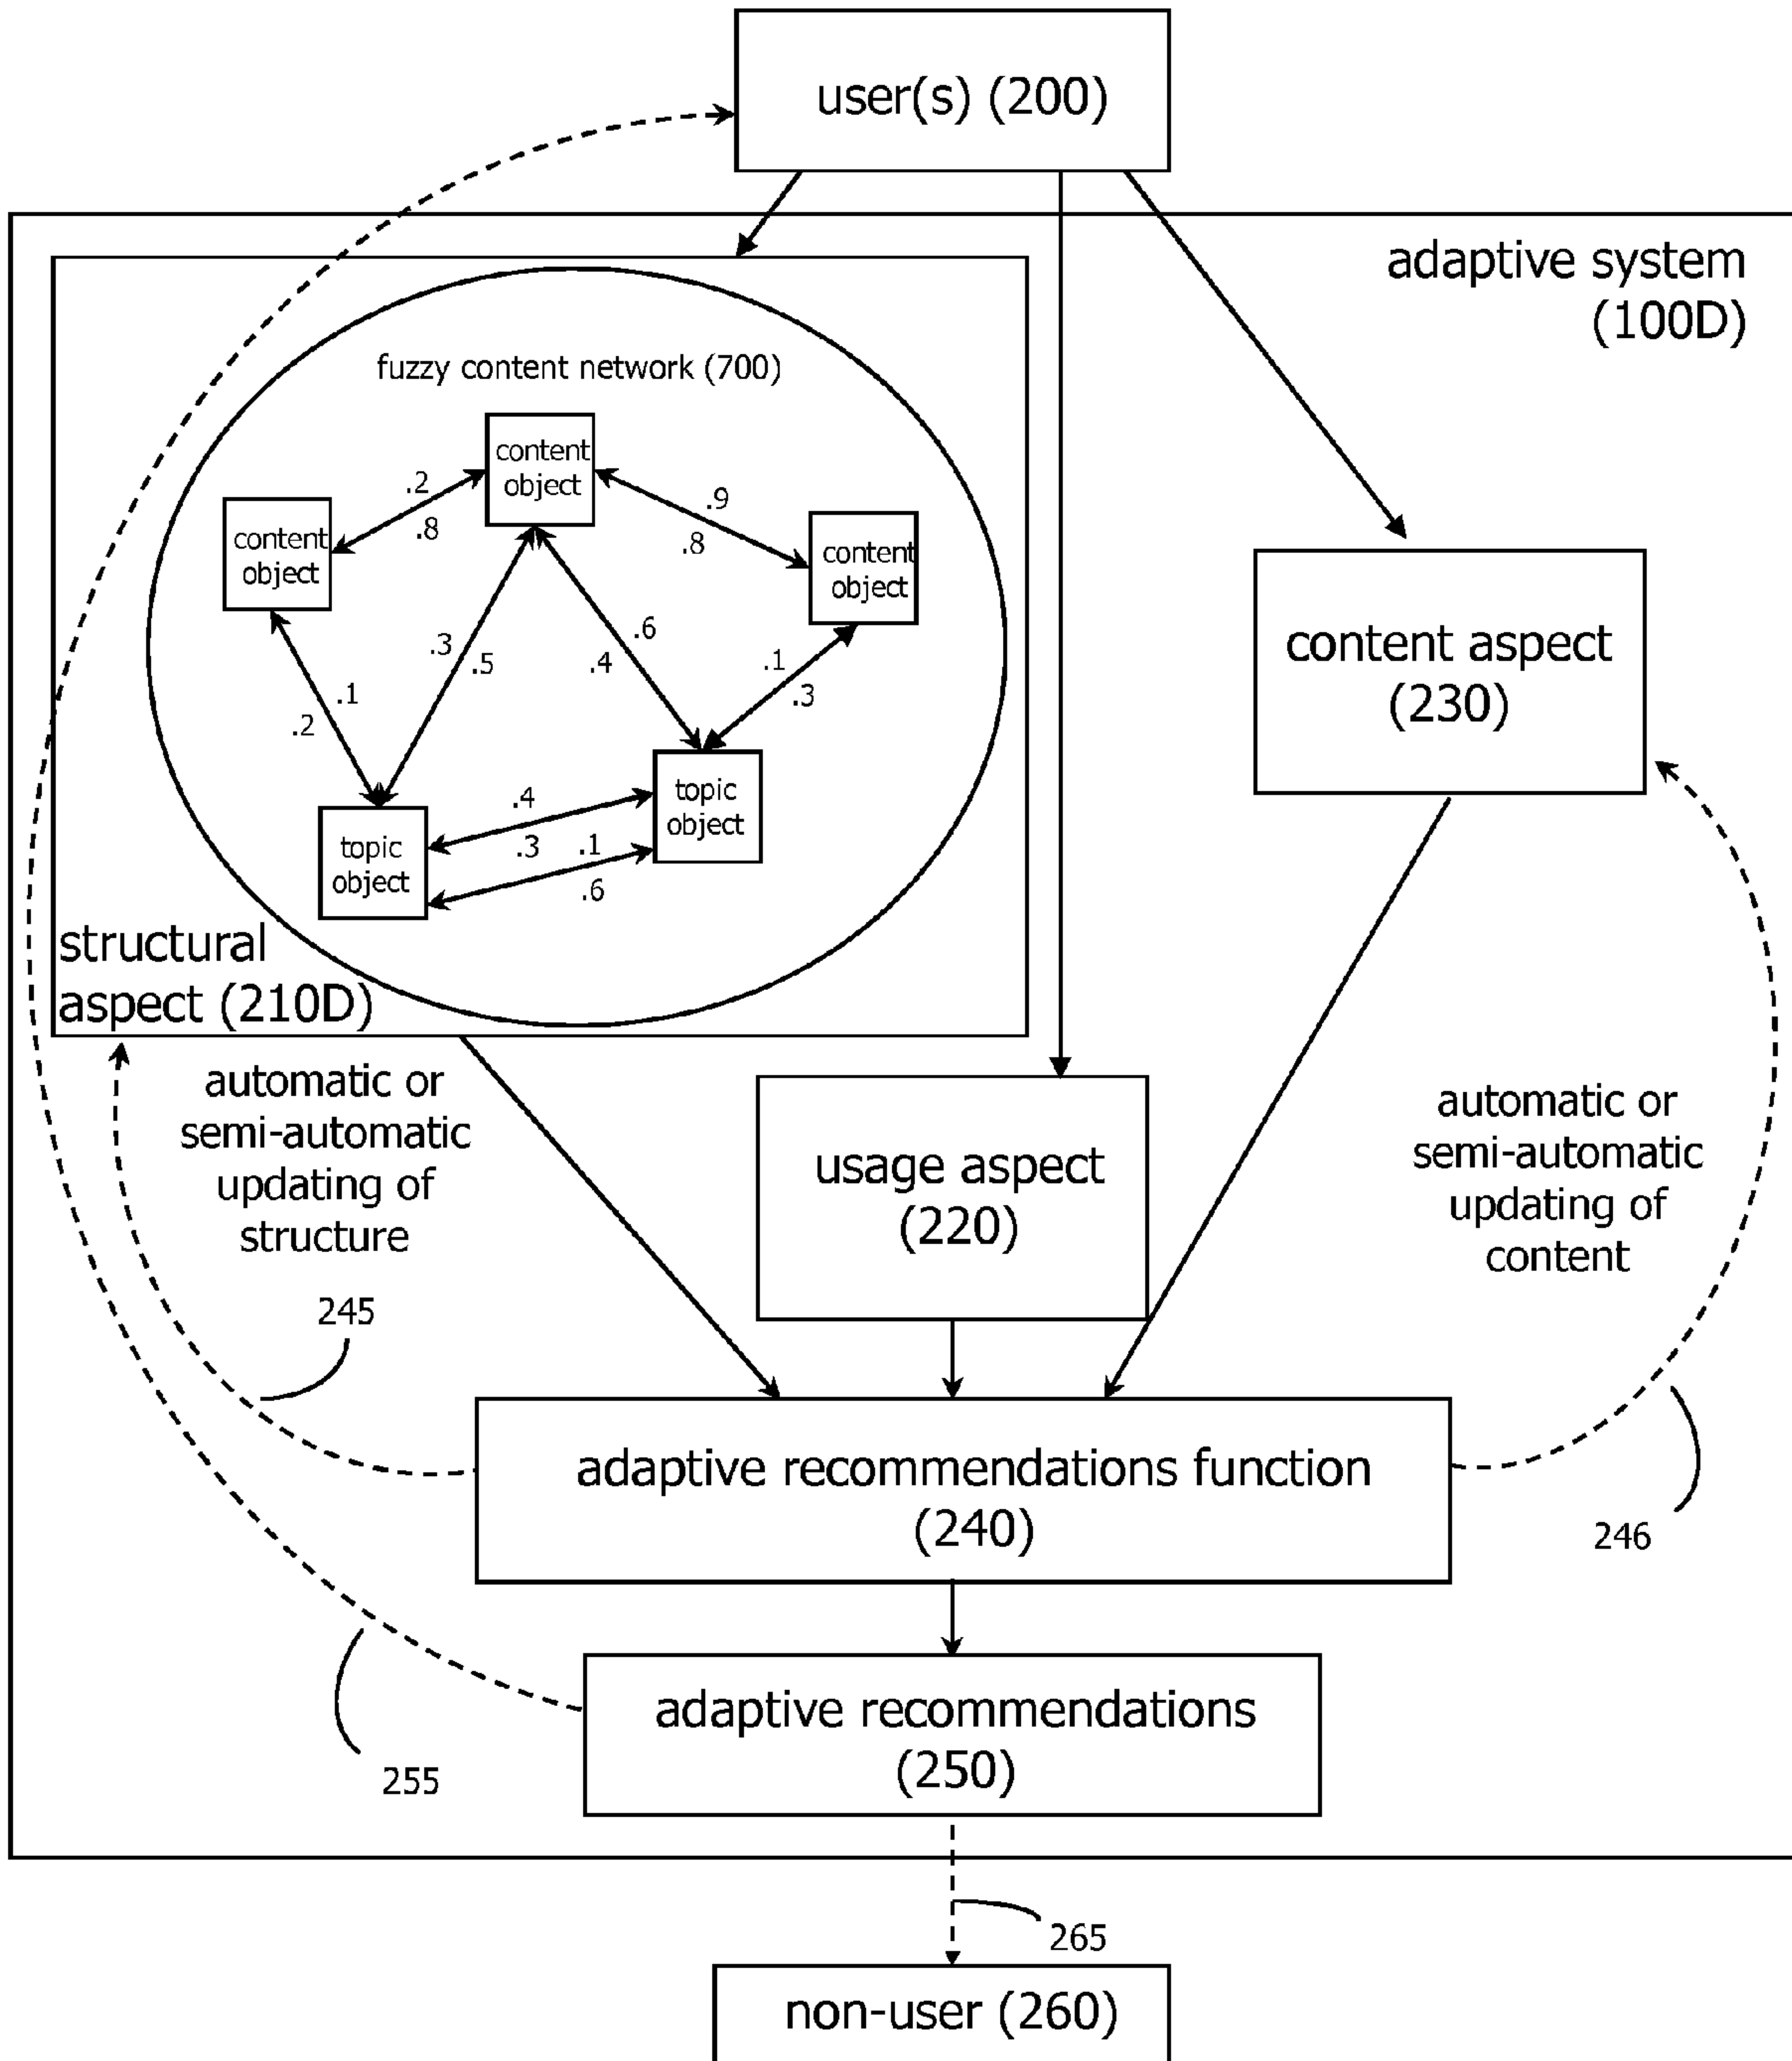 user(s) (200)
adaptive system
(100D)
fuzzy content network (700)
content
object
.2
.8
.9
.8
content
object
content
object
.3
.5
.6
.4
.1
.3
.1
.2
topic
object
.4
.3
.1
.6
topic
object
structural
aspect (210D)
content aspect
(230)
automatic or
semi-automatic
updating of
structure
usage aspect
(220)
automatic or
semi-automatic
updating of
content
245
adaptive recommendations function
(240)
246
adaptive recommendations
(250)
255
265
non-user (260)